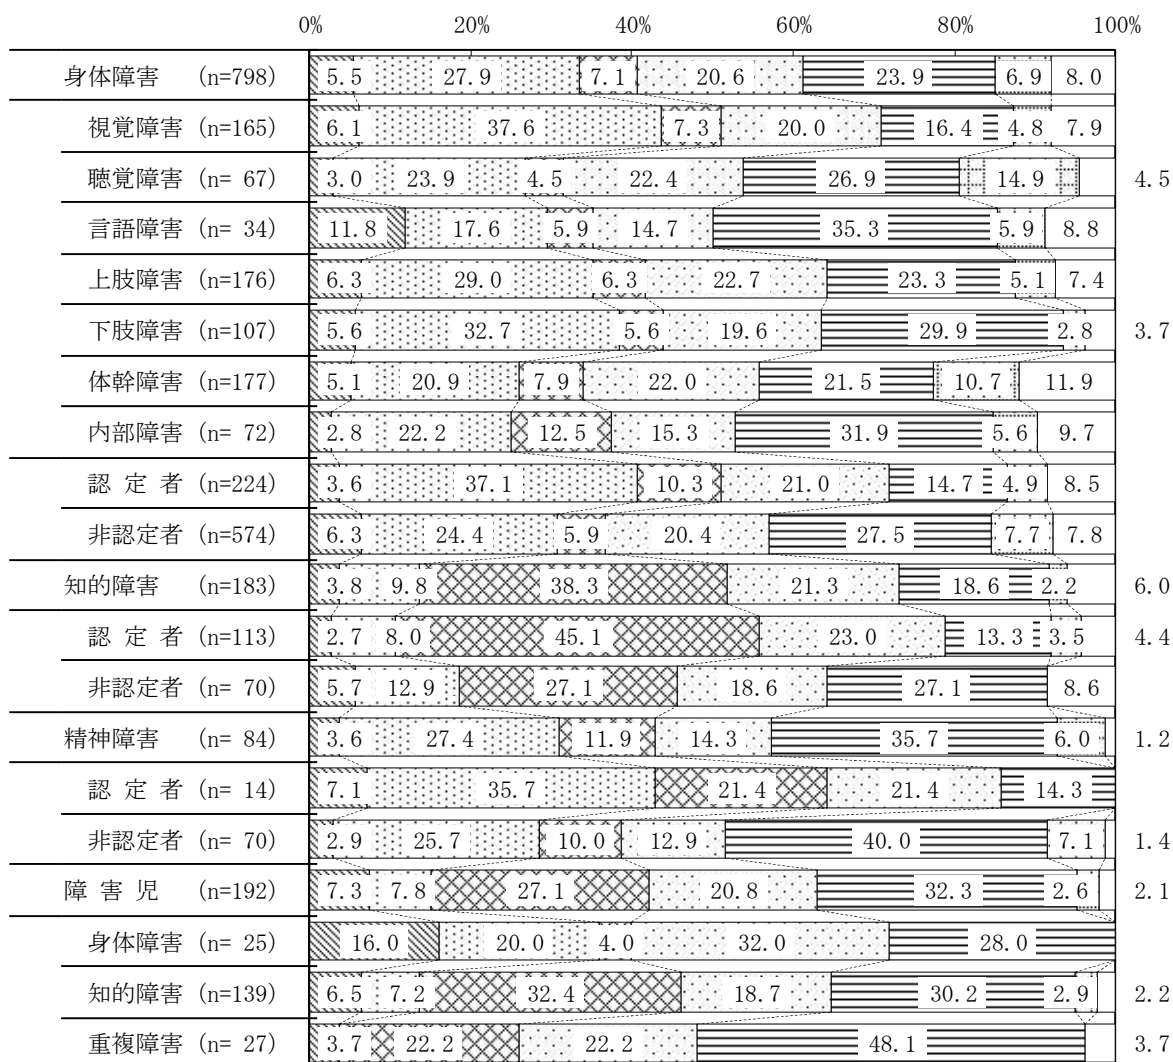 0% 20% 40% 60% 80% 100%
身体障害 (n=798) 5.5 27.9 7.1 20.6 23.9 6.9 8.0
視覚障害 (n=165) 6.1 37.6 7.3 20.0 16.4 4.8 7.9
聴覚障害 (n= 67) 3.0 23.9 4.5 22.4 26.9 14.9 4.5
言語障害 (n= 34) 11.8 17.6 5.9 14.7 35.3 5.9 8.8
上肢障害 (n=176) 6.3 29.0 6.3 22.7 23.3 5.1 7.4
下肢障害 (n=107) 5.6 32.7 5.6 19.6 29.9 2.8 3.7
体幹障害 (n=177) 5.1 20.9 7.9 22.0 21.5 10.7 11.9
内部障害 (n= 72) 2.8 22.2 12.5 15.3 31.9 5.6 9.7
認 定 者 (n=224) 3.6 37.1 10.3 21.0 14.7 4.9 8.5
非認定者 (n=574) 6.3 24.4 5.9 20.4 27.5 7.7 7.8
知的障害 (n=183) 3.8 9.8 38.3 21.3 18.6 2.2 6.0
認 定 者 (n=113) 2.7 8.0 45.1 23.0 13.3 3.5 4.4
非認定者 (n= 70) 5.7 12.9 27.1 18.6 27.1 8.6
精神障害 (n= 84) 3.6 27.4 11.9 14.3 35.7 6.0 1.2
認 定 者 (n= 14) 7.1 35.7 21.4 21.4 14.3
非認定者 (n= 70) 2.9 25.7 10.0 12.9 40.0 7.1 1.4
障 害 児 (n=192) 7.3 7.8 27.1 20.8 32.3 2.6 2.1
身体障害 (n= 25) 16.0 20.0 4.0 32.0 28.0
知的障害 (n=139) 6.5 7.2 32.4 18.7 30.2 2.9 2.2
重複障害 (n= 27) 3.7 22.2 22.2 48.1 3.7